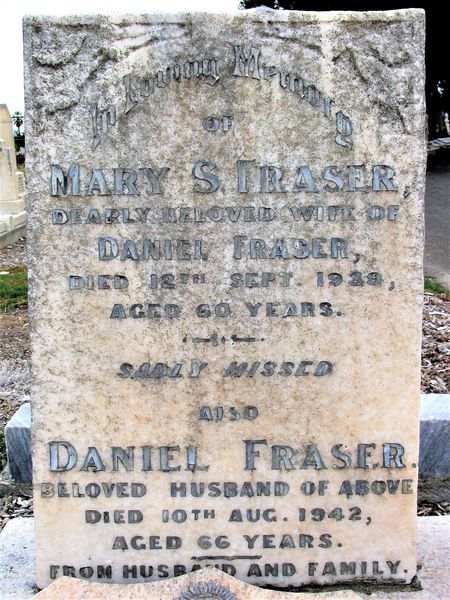 In Loving Memory
OF
MARY S. FRASER,
DEARLY BELOVED WIFE OF
DANIEL FRASER,
DIED 12TH SEPT. 1938,
AGED 60 YEARS.
SADLY MISSED
ALSO
DANIEL FRASER.
BELOVED HUSBAND OF ABOVE
DIED 10TH AUG. 1942,
AGED 66 YEARS.
FROM HUSBAND AND FAMILY.